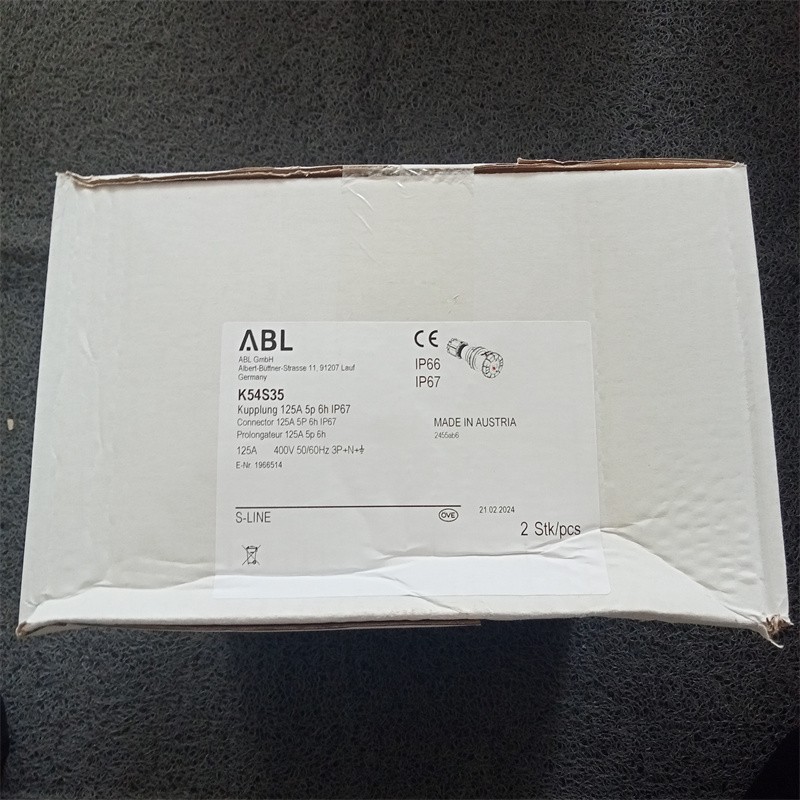 ABL
ABL GmbH
Albert-Büttner-Strasse 11, 91207 Lauf
Germany
K54S35
Kupplung 125A 5p 6h IP67
Connector 125A 5P 6h IP67
Prolongateur 125A 5p 6h
125A 400V 50/60Hz 3P+N+⏚
E-Nr. 1966514
S-LINE
CE
IP66
IP67
MADE IN AUSTRIA
2455ab6
OVE
21.02.2024
2 Stk/pcs